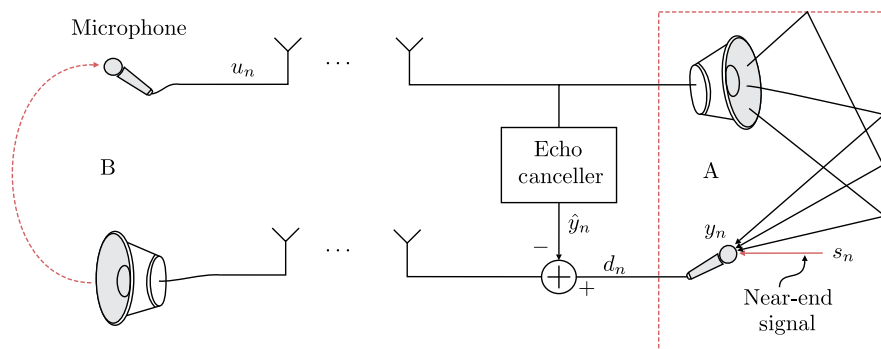 Microphone
u_n
. . .
Echo
canceller
B
A
ŷ_n
y_n
−
. . .
d_n
+
s_n
Near-end
signal